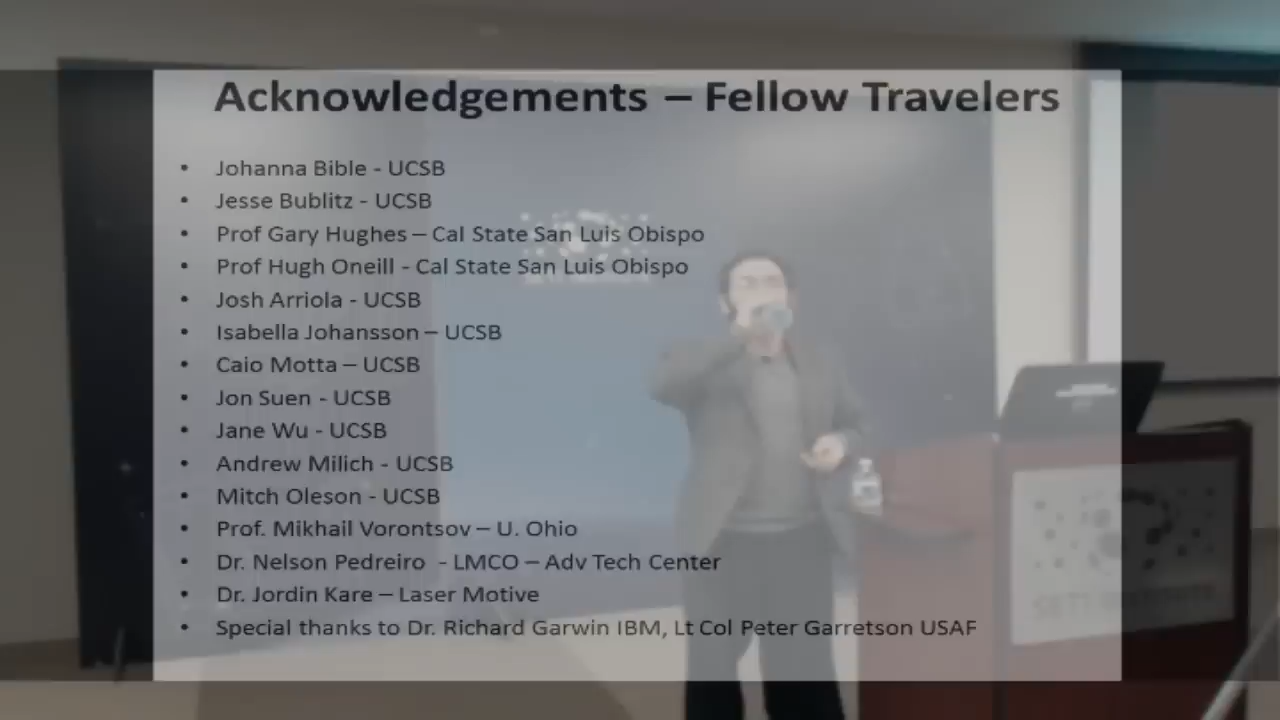 Acknowledgements – Fellow Travelers
• Johanna Bible - UCSB
• Jesse Bublitz - UCSB
• Prof Gary Hughes – Cal State San Luis Obispo
• Prof Hugh Oneill - Cal State San Luis Obispo
• Josh Arriola - UCSB
• Isabella Johansson – UCSB
• Caio Motta – UCSB
• Jon Suen - UCSB
• Jane Wu - UCSB
• Andrew Milich - UCSB
• Mitch Oleson - UCSB
• Prof. Mikhail Vorontsov – U. Ohio
• Dr. Nelson Pedreiro - LMCO – Adv Tech Center
• Dr. Jordin Kare – Laser Motive
• Special thanks to Dr. Richard Garwin IBM, Lt Col Peter Garretson USAF
SETI INSTITUTE